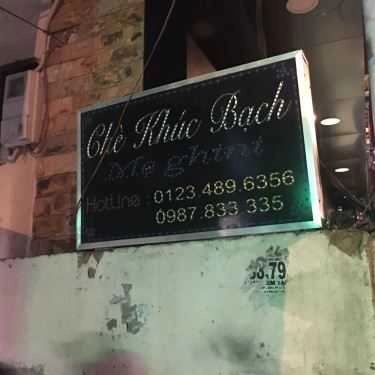 Chè Khúc Bạch
Hotline : 0123 489.6356
0987.833.335